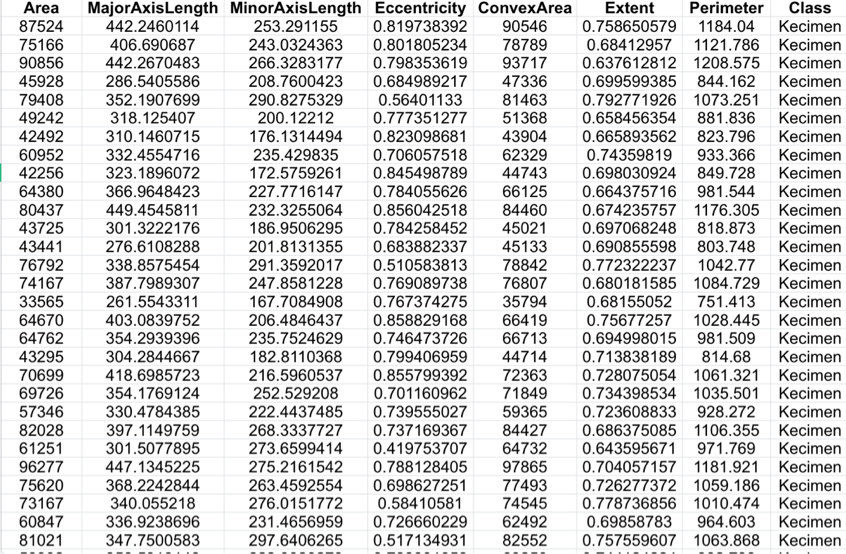 Area MajorAxisLength MinorAxisLength Eccentricity ConvexArea Extent Perimeter Class
87524 442.2460114 253.291155 0.819738392 90546 0.758650579 1184.04 Kecimen
75166 406.690687 243.0324363 0.801805234 78789 0.68412957 1121.786 Kecimen
90856 442.2670483 266.3283177 0.798353619 93717 0.637612812 1208.575 Kecimen
45928 286.5405586 208.7600423 0.684989217 47336 0.699599385 844.162 Kecimen
79408 352.1907699 290.8275329 0.56401133 81463 0.792771926 1073.251 Kecimen
49242 318.125407 200.12212 0.777351277 51368 0.658456354 881.836 Kecimen
42492 310.1460715 176.1314494 0.823098681 43904 0.665893562 823.796 Kecimen
60952 332.4554716 235.429835 0.706057518 62329 0.74359819 933.366 Kecimen
42256 323.1896072 172.5759261 0.845498789 44743 0.698030924 849.728 Kecimen
64380 366.9648423 227.7716147 0.784055626 66125 0.664375716 981.544 Kecimen
80437 449.4545811 232.3255064 0.856042518 84460 0.674235757 1176.305 Kecimen
43725 301.3222176 186.9506295 0.784258452 45021 0.697068248 818.873 Kecimen
43441 276.6108288 201.8131355 0.683882337 45133 0.690855598 803.748 Kecimen
76792 338.8575454 291.3592017 0.510583813 78842 0.772322237 1042.77 Kecimen
74167 387.7989307 247.8581228 0.769089738 76807 0.680181585 1084.729 Kecimen
33565 261.5543311 167.7084908 0.767374275 35794 0.68155052 751.413 Kecimen
64670 403.0839752 206.4846437 0.858829168 66419 0.75677257 1028.445 Kecimen
64762 354.2939396 235.7524629 0.746473726 66713 0.694998015 981.509 Kecimen
43295 304.2844667 182.8110368 0.799406959 44714 0.713838189 814.68 Kecimen
70699 418.6985723 216.5960537 0.855799392 72363 0.728075054 1061.321 Kecimen
69726 354.1769124 252.529208 0.701160962 71849 0.734398534 1035.501 Kecimen
57346 330.4784385 222.4437485 0.739555027 59365 0.723608833 928.272 Kecimen
82028 397.1149759 268.3337727 0.737169367 84427 0.686375085 1106.355 Kecimen
61251 301.5077895 273.6599414 0.419753707 64732 0.643595671 971.769 Kecimen
96277 447.1345225 275.2161542 0.788128405 97865 0.704057157 1181.921 Kecimen
75620 368.2242844 263.4592554 0.698627251 77493 0.726277372 1059.186 Kecimen
73167 340.055218 276.0151772 0.58410581 74545 0.778736856 1010.474 Kecimen
60847 336.9238696 231.4656959 0.726660229 62492 0.69858783 964.603 Kecimen
81021 347.7500583 297.6406265 0.517134931 82552 0.757559607 1063.868 Kecimen